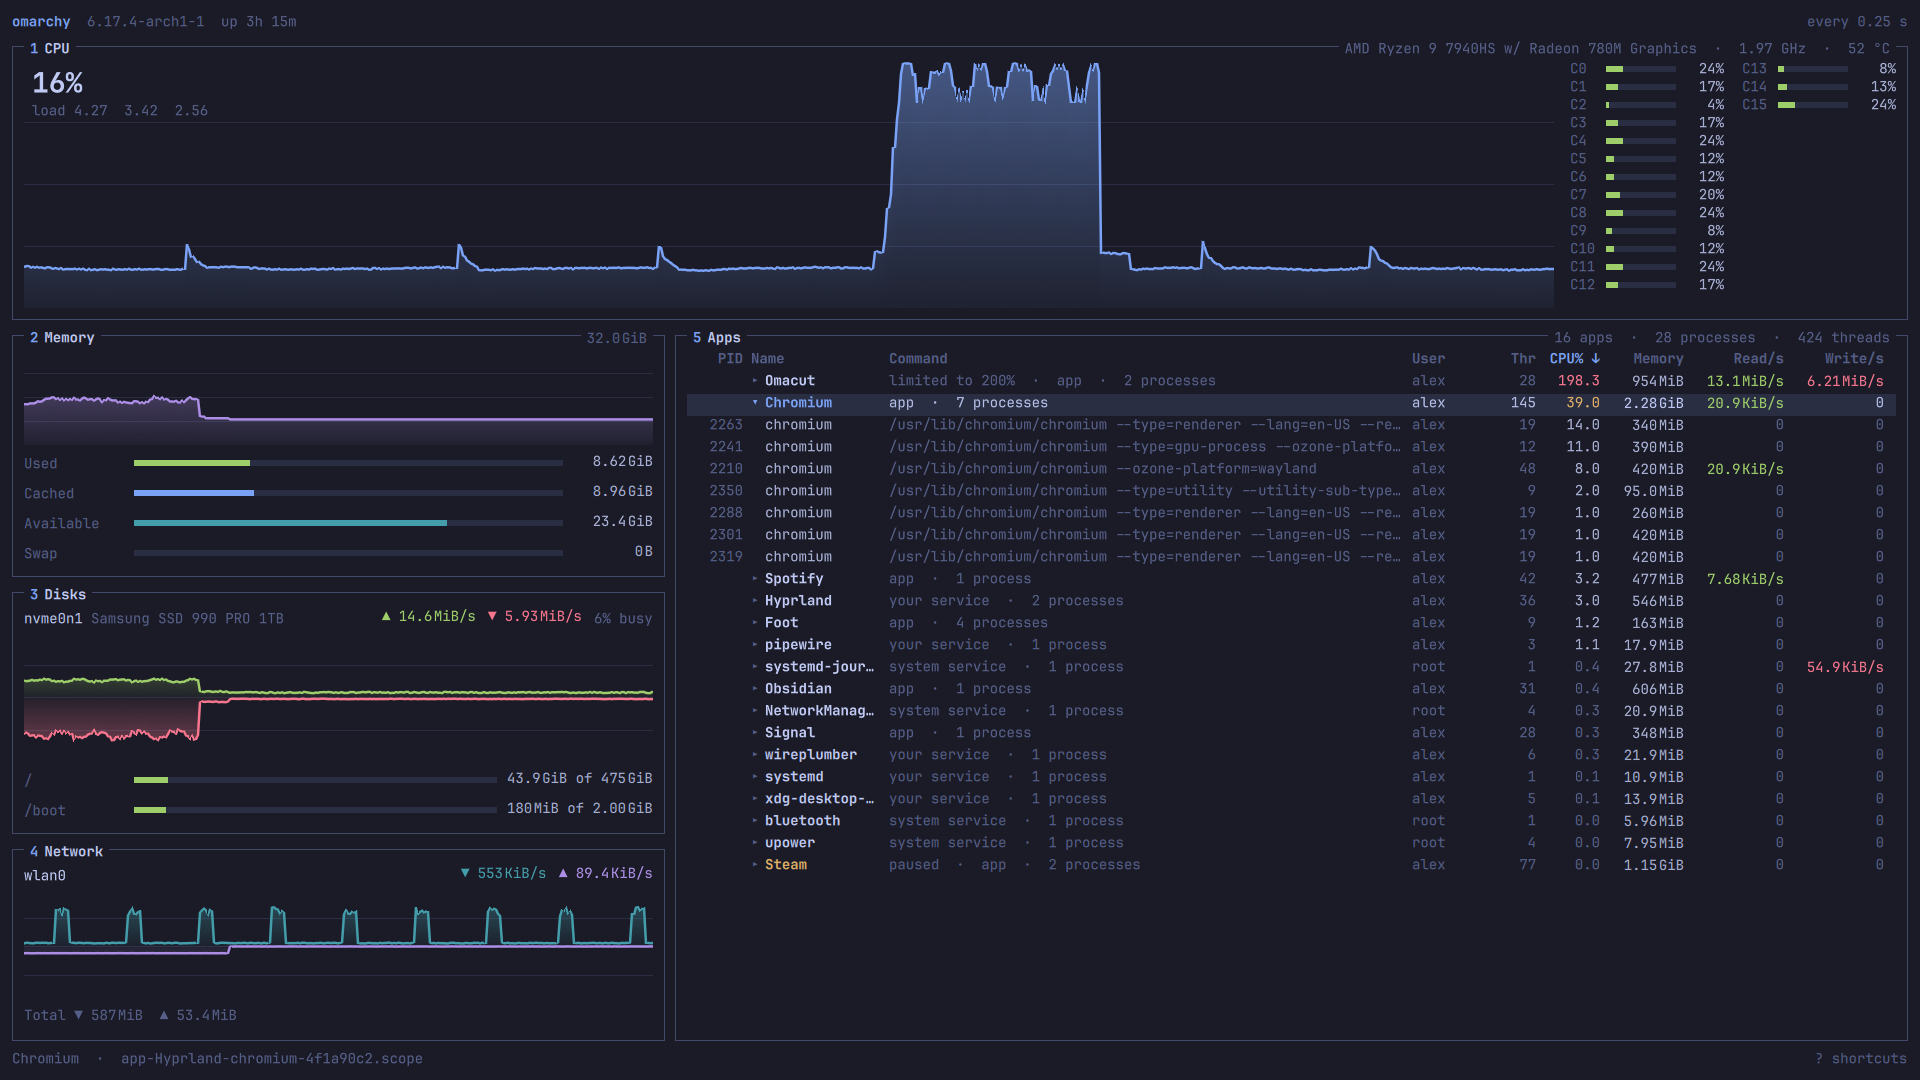 omarchy 6.17.4-arch1-1 up 3h 15m every 0.25 s
1 CPU AMD Ryzen 9 7940HS w/ Radeon 780M Graphics · 1.97 GHz · 52 °C
16%
load 4.27 3.42 2.56
C0 24% C13 8%
C1 17% C14 13%
C2 4% C15 24%
C3 17%
C4 24%
C5 12%
C6 12%
C7 20%
C8 24%
C9 8%
C10 12%
C11 24%
C12 17%
2 Memory 32.0GiB
Used 8.62GiB
Cached 8.96GiB
Available 23.4GiB
Swap 0B
3 Disks
nvme0n1 Samsung SSD 990 PRO 1TB ▲ 14.6MiB/s ▼ 5.93MiB/s 6% busy
/ 43.9GiB of 475GiB
/boot 180MiB of 2.00GiB
4 Network
wlan0 ▼ 553KiB/s ▲ 89.4KiB/s
Total ▼ 587MiB ▲ 53.4MiB
5 Apps 16 apps · 28 processes · 424 threads
PID Name Command User Thr CPU% ↓ Memory Read/s Write/s
▸ Omacut limited to 200% · app · 2 processes alex 28 198.3 954MiB 13.1MiB/s 6.21MiB/s
▾ Chromium app · 7 processes alex 145 39.0 2.28GiB 20.9KiB/s 0
2263 chromium /usr/lib/chromium/chromium --type=renderer --lang=en-US --re… alex 19 14.0 340MiB 0 0
2241 chromium /usr/lib/chromium/chromium --type=gpu-process --ozone-platfo… alex 12 11.0 390MiB 0 0
2210 chromium /usr/lib/chromium/chromium --ozone-platform=wayland alex 48 8.0 420MiB 20.9KiB/s 0
2350 chromium /usr/lib/chromium/chromium --type=utility --utility-sub-type… alex 9 2.0 95.0MiB 0 0
2288 chromium /usr/lib/chromium/chromium --type=renderer --lang=en-US --re… alex 19 1.0 260MiB 0 0
2301 chromium /usr/lib/chromium/chromium --type=renderer --lang=en-US --re… alex 19 1.0 420MiB 0 0
2319 chromium /usr/lib/chromium/chromium --type=renderer --lang=en-US --re… alex 19 1.0 420MiB 0 0
▸ Spotify app · 1 process alex 42 3.2 477MiB 7.68KiB/s 0
▸ Hyprland your service · 2 processes alex 36 3.0 546MiB 0 0
▸ Foot app · 4 processes alex 9 1.2 163MiB 0 0
▸ pipewire your service · 1 process alex 3 1.1 17.9MiB 0 0
▸ systemd-jour… system service · 1 process root 1 0.4 27.8MiB 0 54.9KiB/s
▸ Obsidian app · 1 process alex 31 0.4 606MiB 0 0
▸ NetworkManag… system service · 1 process root 4 0.3 20.9MiB 0 0
▸ Signal app · 1 process alex 28 0.3 348MiB 0 0
▸ wireplumber your service · 1 process alex 6 0.3 21.9MiB 0 0
▸ systemd your service · 1 process alex 1 0.1 10.9MiB 0 0
▸ xdg-desktop-… your service · 1 process alex 5 0.1 13.9MiB 0 0
▸ bluetooth system service · 1 process root 1 0.0 5.96MiB 0 0
▸ upower system service · 1 process root 4 0.0 7.95MiB 0 0
▸ Steam paused · app · 2 processes alex 77 0.0 1.15GiB 0 0
Chromium · app-Hyprland-chromium-4f1a90c2.scope ? shortcuts